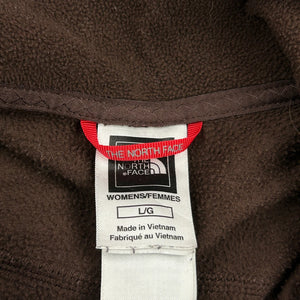 THE NORTH FACE
THE
NORTH
FACE
WOMENS/FEMMES
L/G
Made in Vietnam
Fabriqué au Vietnam